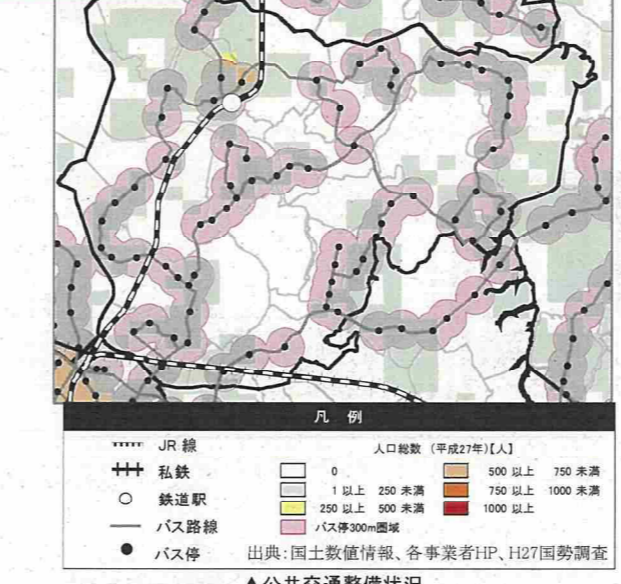 凡 例
JR 線
私鉄
鉄道駅
バス路線
バス停
人口総数 (平成27年)【人】
0
1 以上 250 未満
250 以上 500 未満
バス停300m圏域
500 以上 750 未満
750 以上 1000 未満
1000 以上
出典:国土数値情報、各事業者HP、H27国勢調査
▲公共交通整備状況